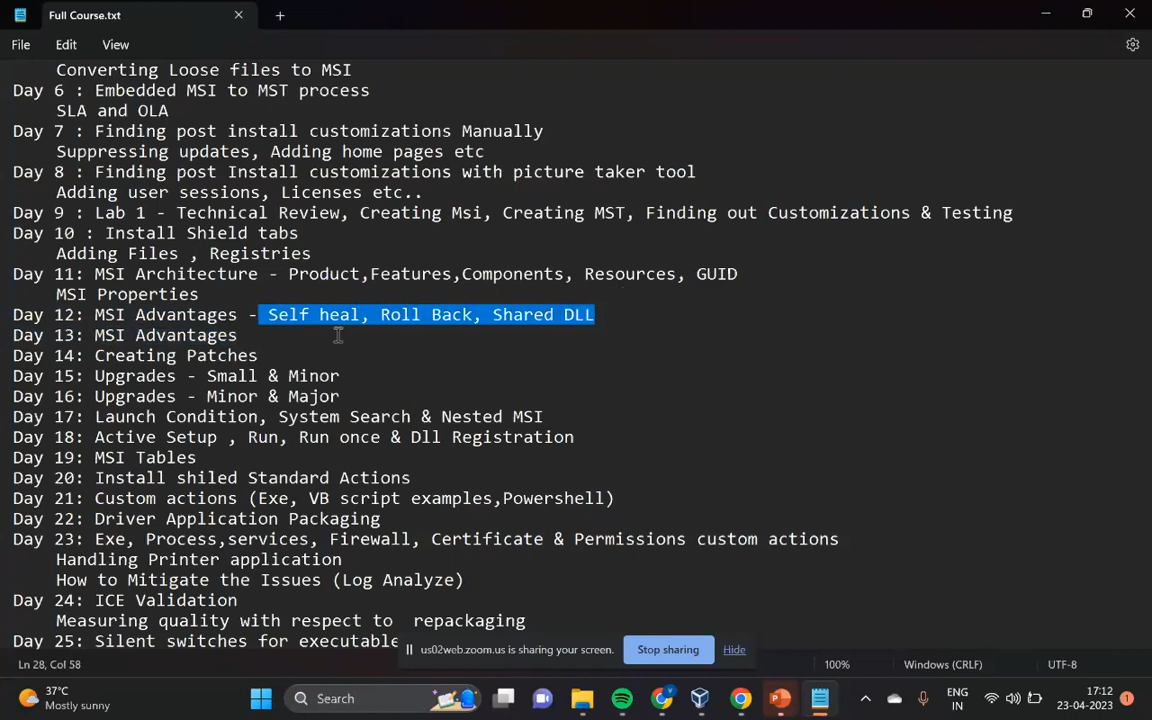 Full Course.txt
File Edit View
Converting Loose files to MSI
Day 6 : Embedded MSI to MST process
SLA and OLA
Day 7 : Finding post install customizations Manually
Suppressing updates, Adding home pages etc
Day 8 : Finding post Install customizations with picture taker tool
Adding user sessions, Licenses etc..
Day 9 : Lab 1 - Technical Review, Creating Msi, Creating MST, Finding out Customizations & Testing
Day 10 : Install Shield tabs
Adding Files , Registries
Day 11: MSI Architecture - Product,Features,Components, Resources, GUID
MSI Properties
Day 12: MSI Advantages - Self heal, Roll Back, Shared DLL
Day 13: MSI Advantages
Day 14: Creating Patches
Day 15: Upgrades - Small & Minor
Day 16: Upgrades - Minor & Major
Day 17: Launch Condition, System Search & Nested MSI
Day 18: Active Setup , Run, Run once & Dll Registration
Day 19: MSI Tables
Day 20: Install shiled Standard Actions
Day 21: Custom actions (Exe, VB script examples,Powershell)
Day 22: Driver Application Packaging
Day 23: Exe, Process,services, Firewall, Certificate & Permissions custom actions
Handling Printer application
How to Mitigate the Issues (Log Analyze)
Day 24: ICE Validation
Measuring quality with respect to  repackaging
Day 25: Silent switches for executable
us02web.zoom.us is sharing your screen. Stop sharing Hide
Ln 28, Col 58 100% Windows (CRLF) UTF-8
37°C
Mostly sunny
Search
ENG
IN
17:12
23-04-2023
1